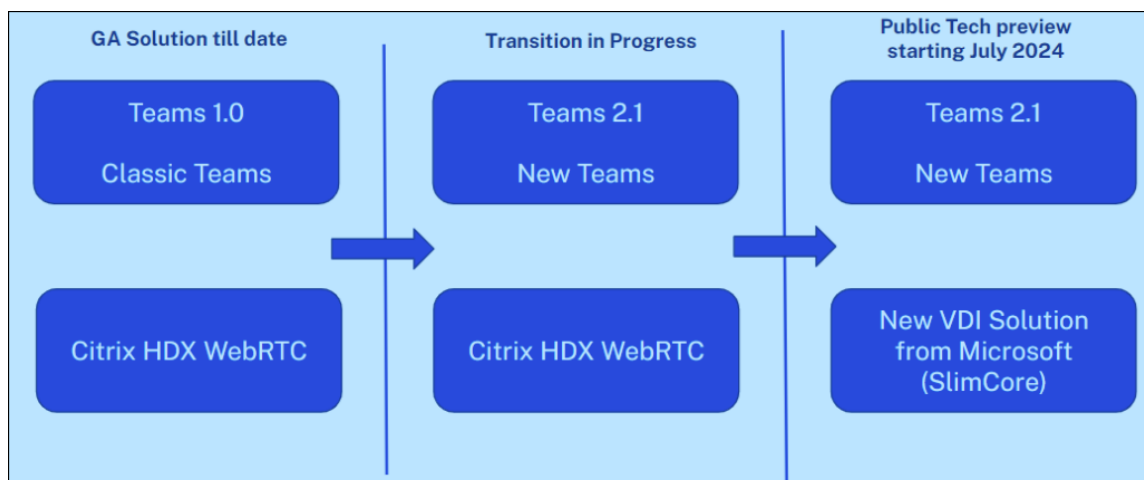 GA Solution till date
Teams 1.0
Classic Teams
Citrix HDX WebRTC
Transition in Progress
Teams 2.1
New Teams
Citrix HDX WebRTC
Public Tech preview
starting July 2024
Teams 2.1
New Teams
New VDI Solution
from Microsoft
(SlimCore)